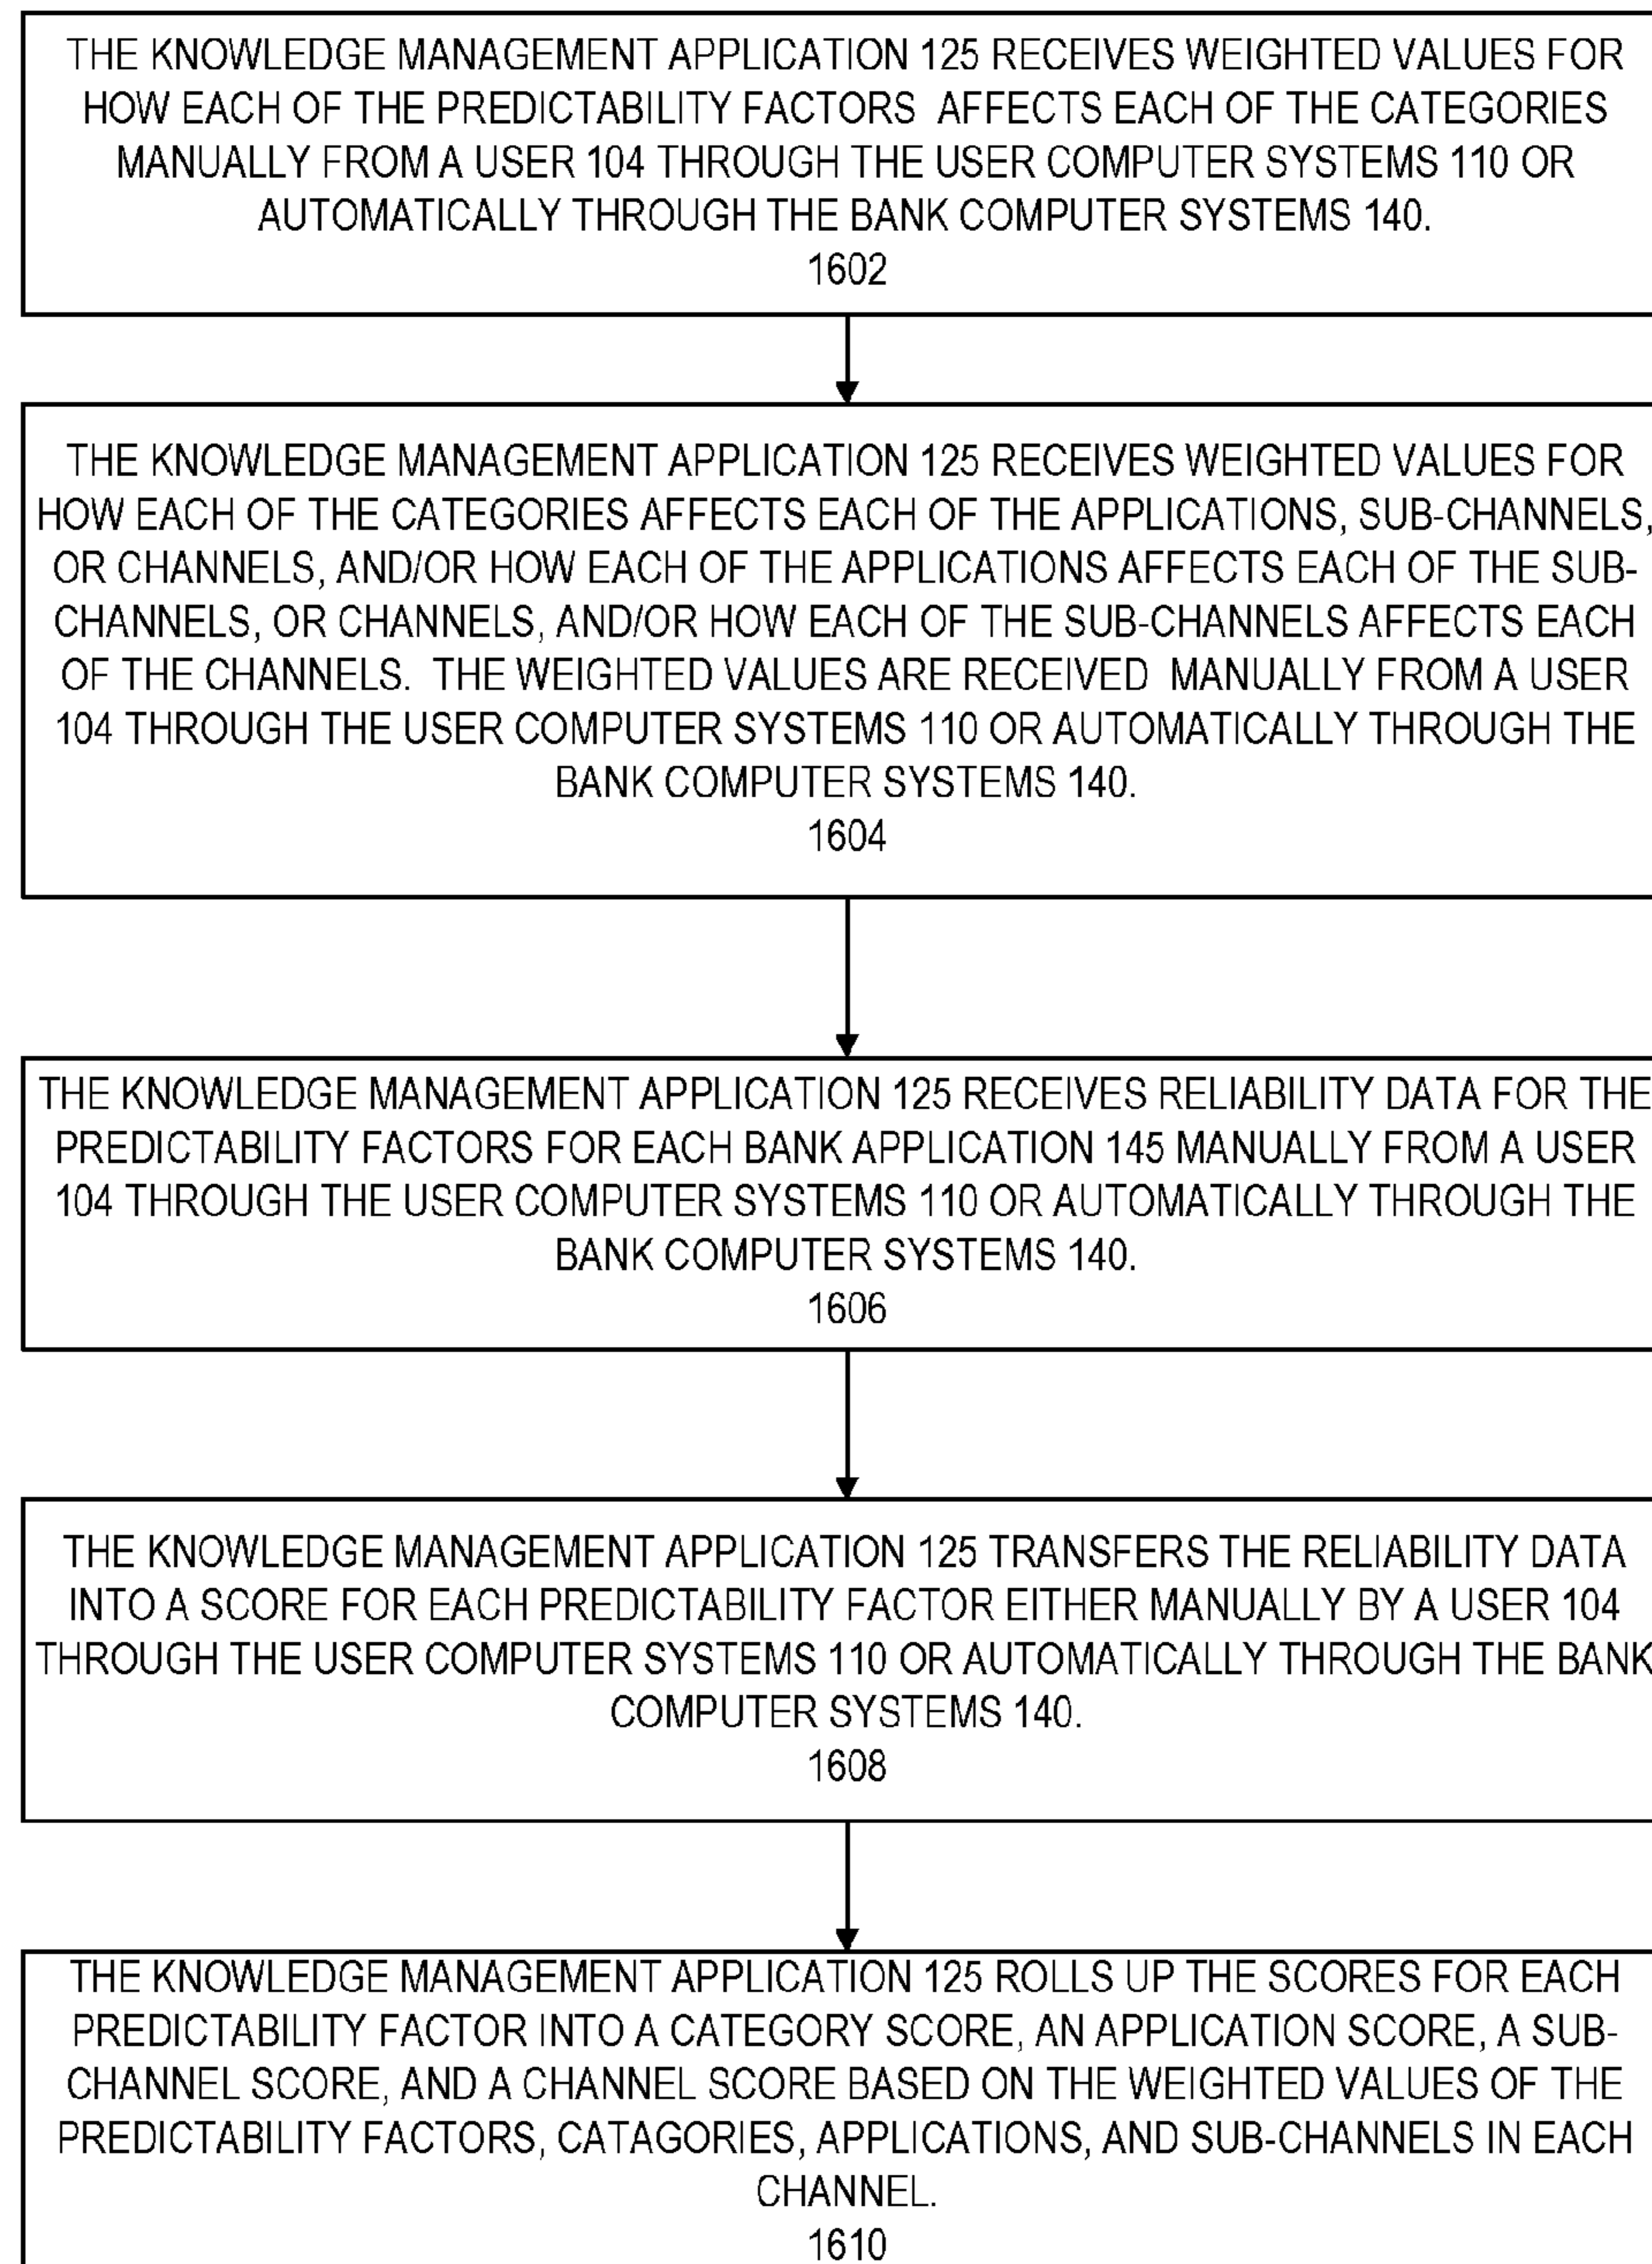 THE KNOWLEDGE MANAGEMENT APPLICATION 125 RECEIVES WEIGHTED VALUES FOR
HOW EACH OF THE PREDICTABILITY FACTORS AFFECTS EACH OF THE CATEGORIES
MANUALLY FROM A USER 104 THROUGH THE USER COMPUTER SYSTEMS 110 OR
AUTOMATICALLY THROUGH THE BANK COMPUTER SYSTEMS 140.
1602
THE KNOWLEDGE MANAGEMENT APPLICATION 125 RECEIVES WEIGHTED VALUES FOR
HOW EACH OF THE CATEGORIES AFFECTS EACH OF THE APPLICATIONS, SUB-CHANNELS,
OR CHANNELS, AND/OR HOW EACH OF THE APPLICATIONS AFFECTS EACH OF THE SUB-
CHANNELS, OR CHANNELS, AND/OR HOW EACH OF THE SUB-CHANNELS AFFECTS EACH
OF THE CHANNELS. THE WEIGHTED VALUES ARE RECEIVED MANUALLY FROM A USER
104 THROUGH THE USER COMPUTER SYSTEMS 110 OR AUTOMATICALLY THROUGH THE
BANK COMPUTER SYSTEMS 140.
1604
THE KNOWLEDGE MANAGEMENT APPLICATION 125 RECEIVES RELIABILITY DATA FOR THE
PREDICTABILITY FACTORS FOR EACH BANK APPLICATION 145 MANUALLY FROM A USER
104 THROUGH THE USER COMPUTER SYSTEMS 110 OR AUTOMATICALLY THROUGH THE
BANK COMPUTER SYSTEMS 140.
1606
THE KNOWLEDGE MANAGEMENT APPLICATION 125 TRANSFERS THE RELIABILITY DATA
INTO A SCORE FOR EACH PREDICTABILITY FACTOR EITHER MANUALLY BY A USER 104
THROUGH THE USER COMPUTER SYSTEMS 110 OR AUTOMATICALLY THROUGH THE BANK
COMPUTER SYSTEMS 140.
1608
THE KNOWLEDGE MANAGEMENT APPLICATION 125 ROLLS UP THE SCORES FOR EACH
PREDICTABILITY FACTOR INTO A CATEGORY SCORE, AN APPLICATION SCORE, A SUB-
CHANNEL SCORE, AND A CHANNEL SCORE BASED ON THE WEIGHTED VALUES OF THE
PREDICTABILITY FACTORS, CATAGORIES, APPLICATIONS, AND SUB-CHANNELS IN EACH
CHANNEL.
1610